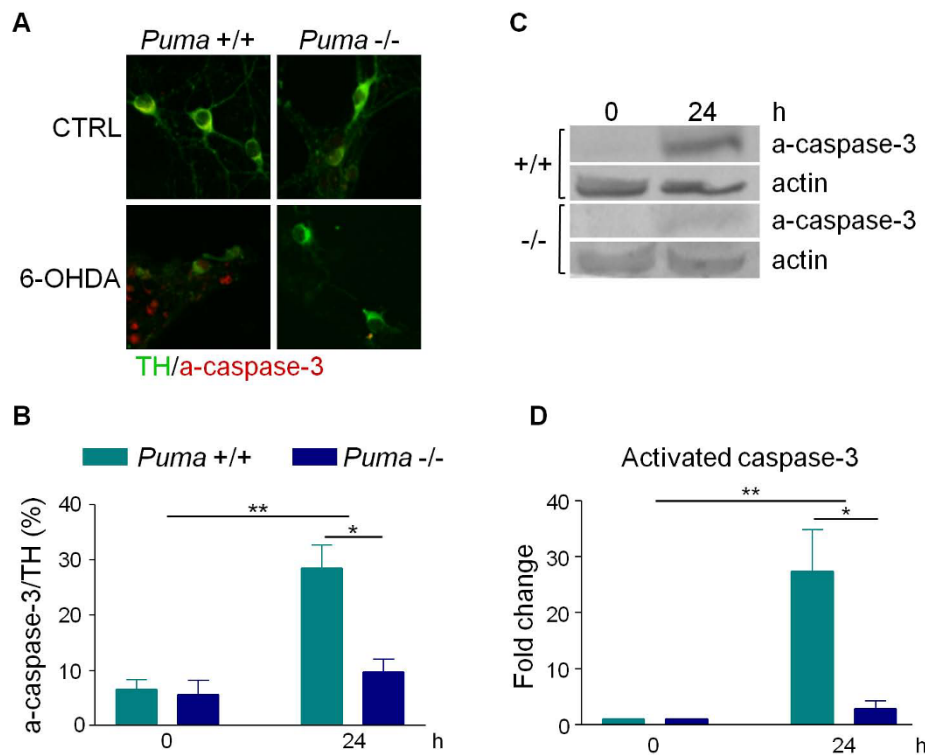 A
Puma +/+
Puma -/-
CTRL
6-OHDA
TH/a-caspase-3
C
0 24 h
+/+
a-caspase-3
actin
-/-
a-caspase-3
actin
B
Puma +/+
Puma -/-
a-caspase-3/TH (%)
40
30
20
10
0
**
*
0 24 h
D
Activated caspase-3
Fold change
40
30
20
10
0
**
*
0 24 h